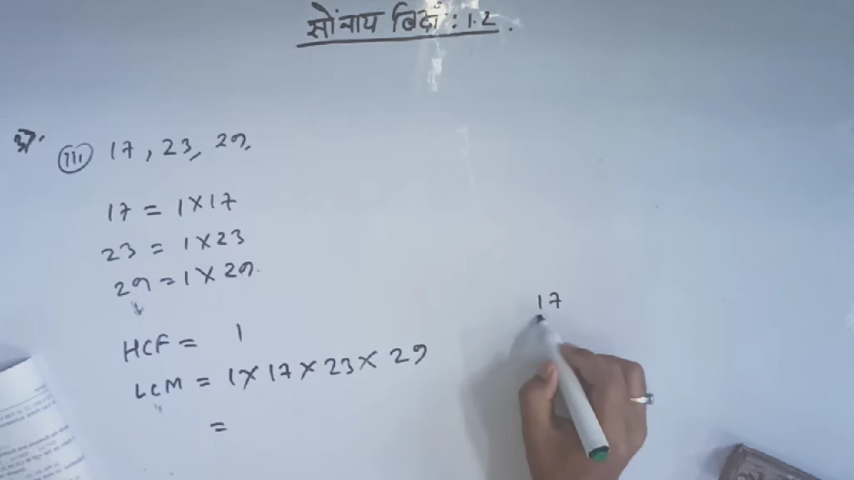 सोंनाय बिदां : 1.2 .
(iii) 17, 23, 29,
17 = 1×17
23 = 1×23
29 = 1×29.
HCF = 1
LCM = 1×17×23×29
=
17